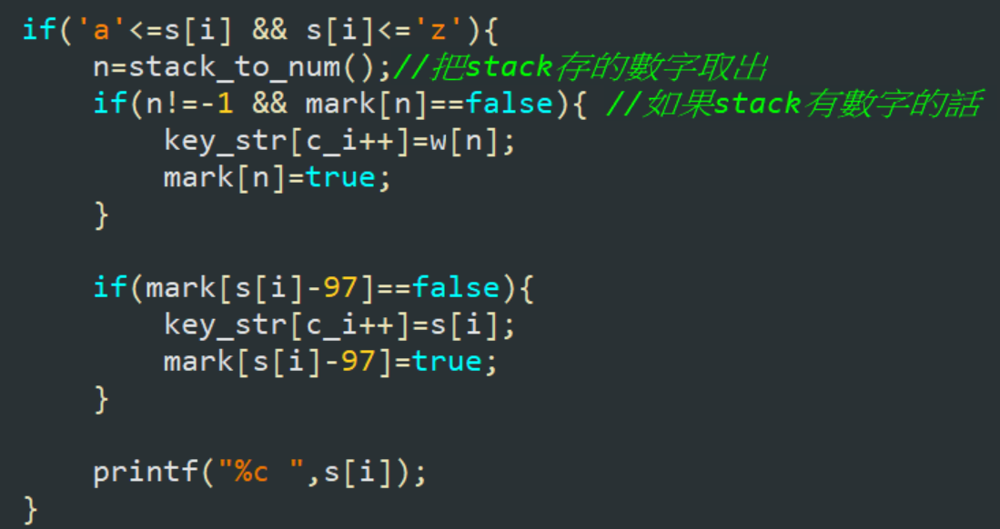 if('a'<=s[i] && s[i]<='z'){
    n=stack_to_num();//把stack存的數字取出
    if(n!=-1 && mark[n]==false){ //如果stack有數字的話
        key_str[c_i++]=w[n];
        mark[n]=true;
    }

    if(mark[s[i]-97]==false){
        key_str[c_i++]=s[i];
        mark[s[i]-97]=true;
    }

    printf("%c ",s[i]);
}